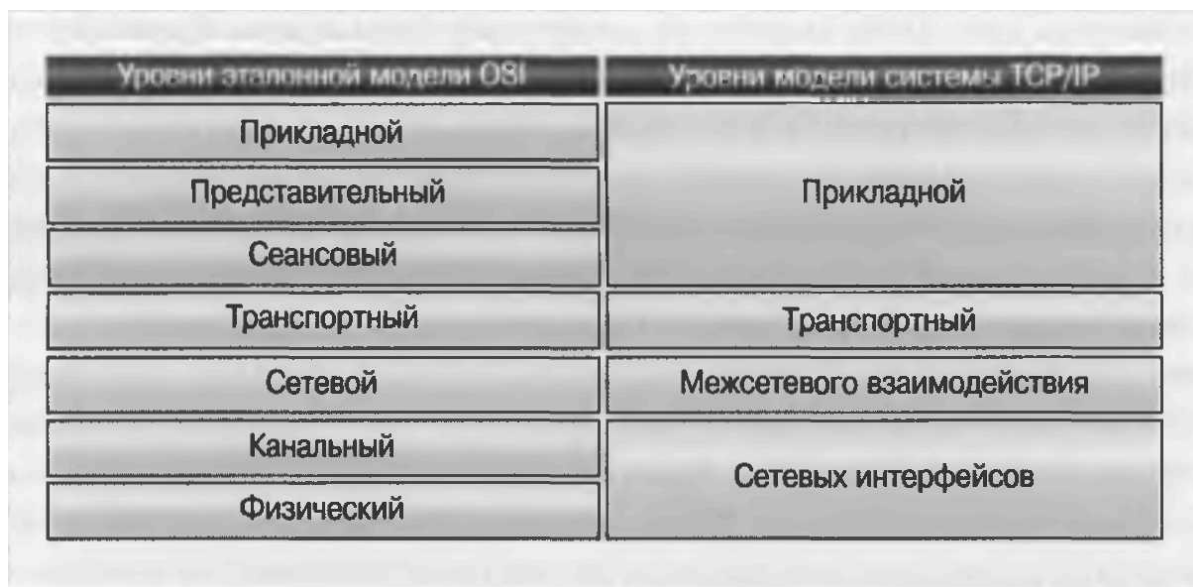 Уровни эталонной модели OSI
Уровни модели системы TCP/IP
Прикладной
Представительный
Сеансовый
Транспортный
Сетевой
Канальный
Физический
Прикладной
Транспортный
Межсетевого взаимодействия
Сетевых интерфейсов